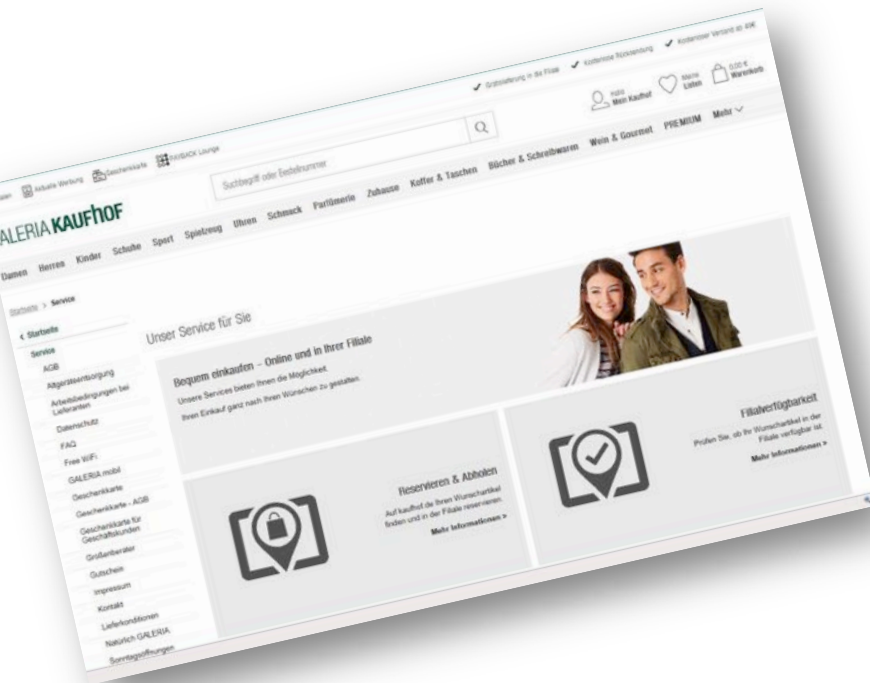 Gratislieferung in die Filiale
Kostenlose Rücksendung
Kostenloser Versand ab 49€
Aktuelle Werbung
Geschenkkarte
PAYBACK Lounge
Suchbegriff oder Bestellnummer
Hallo
Mein Kaufhof
Meine
Listen
0,00 €
Warenkorb
ALERIA KAUFhOF
Damen Herren Kinder Schuhe Sport Spielzeug Uhren Schmuck Parfümerie Zuhause Koffer & Taschen Bücher & Schreibwaren Wein & Gourmet PREMIUM Mehr
Startseite > Service
< Startseite
Service
AGB
Altgeräteentsorgung
Arbeitsbedingungen bei
Lieferanten
Datenschutz
FAQ
Free WiFi
GALERIA mobil
Geschenkkarte
Geschenkkarte - AGB
Geschenkkarte für
Geschäftskunden
Größenberater
Gutschein
Impressum
Kontakt
Lieferkonditionen
Natürlich GALERIA
Sonntagsöffnungen
Unser Service für Sie
Bequem einkaufen – Online und in Ihrer Filiale
Unsere Services bieten Ihnen die Möglichkeit,
Ihren Einkauf ganz nach Ihren Wünschen zu gestalten.
Reservieren & Abholen
Auf kaufhof.de Ihren Wunschartikel
finden und in der Filiale reservieren.
Mehr Informationen »
Filialverfügbarkeit
Prüfen Sie, ob Ihr Wunschartikel in der
Filiale verfügbar ist.
Mehr Informationen »